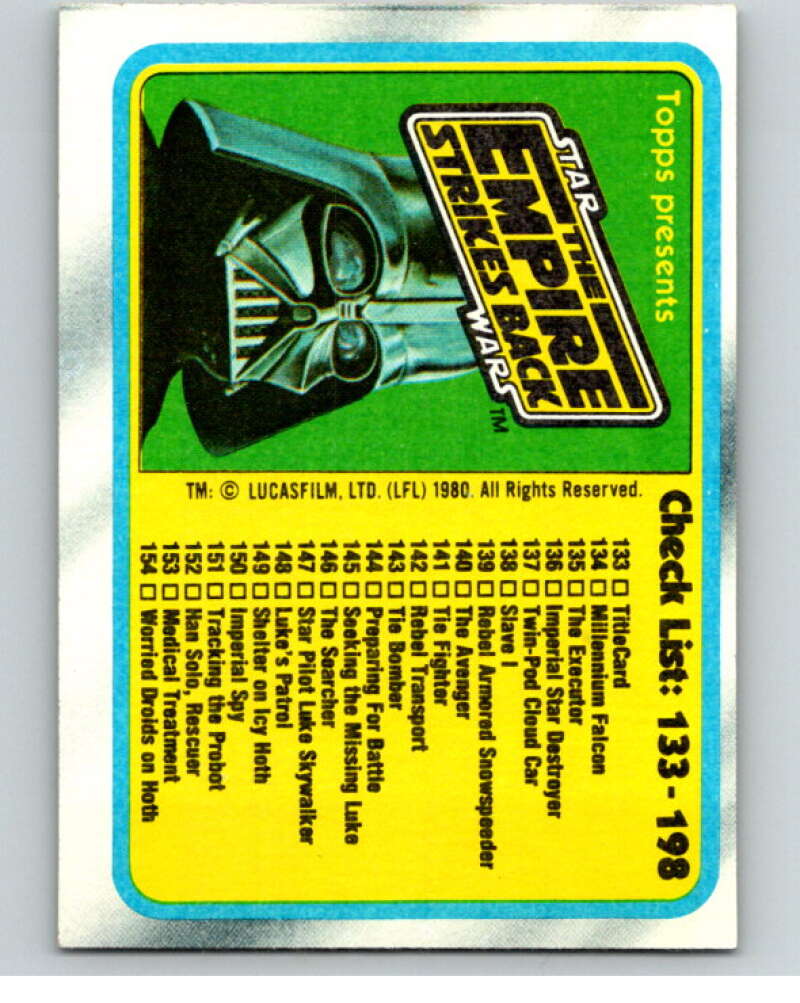 Topps presents
STAR
THE
EMPIRE
STRIKES BACK
WARS™
TM: © LUCASFILM, LTD. (LFL) 1980. All Rights Reserved.
Check List: 133-198
133 □ TitleCard
134 □ Millennium Falcon
135 □ The Executor
136 □ Imperial Star Destroyer
137 □ Twin-Pod Cloud Car
138 □ Slave I
139 □ Rebel Armored Snowspeeder
140 □ The Avenger
141 □ Tie Fighter
142 □ Rebel Transport
143 □ Tie Bomber
144 □ Preparing For Battle
145 □ Seeking the Missing Luke
146 □ The Searcher
147 □ Star Pilot Luke Skywalker
148 □ Luke's Patrol
149 □ Shelter on Icy Hoth
150 □ Imperial Spy
151 □ Tracking the Probot
152 □ Han Solo, Rescuer
153 □ Medical Treatment
154 □ Worried Droids on Hoth